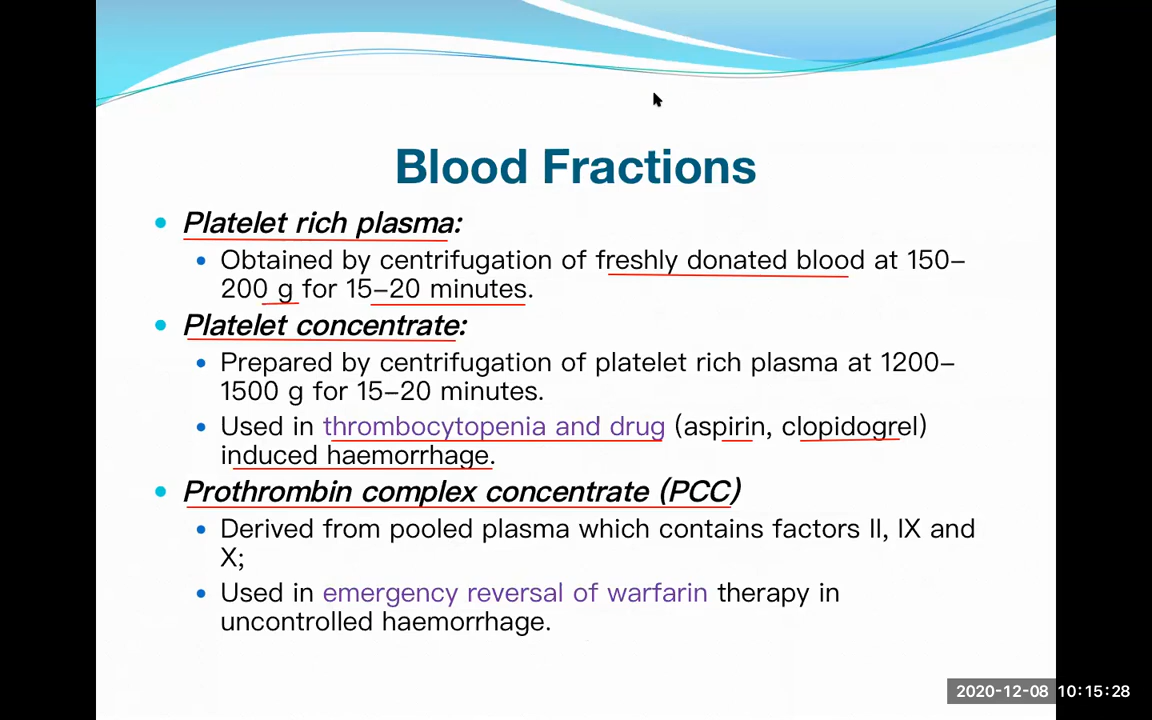 Blood Fractions
Platelet rich plasma:
Obtained by centrifugation of freshly donated blood at 150–
200 g for 15–20 minutes.
Platelet concentrate:
Prepared by centrifugation of platelet rich plasma at 1200–
1500 g for 15–20 minutes.
Used in thrombocytopenia and drug (aspirin, clopidogrel)
induced haemorrhage.
Prothrombin complex concentrate (PCC)
Derived from pooled plasma which contains factors II, IX and
X;
Used in emergency reversal of warfarin therapy in
uncontrolled haemorrhage.
2020-12-08 10:15:28